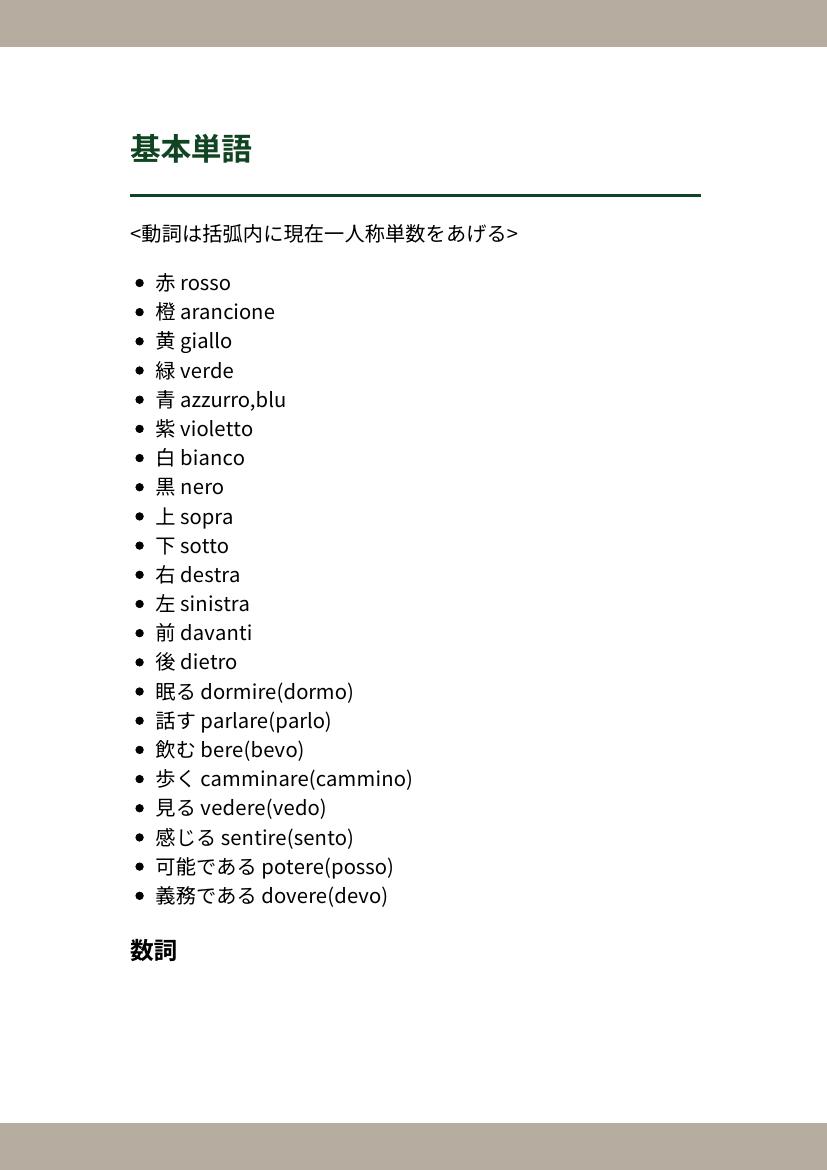 基本単語
<動詞は括弧内に現在一人称単数をあげる>
• 赤 rosso
• 橙 arancione
• 黄 giallo
• 緑 verde
• 青 azzurro,blu
• 紫 violetto
• 白 bianco
• 黒 nero
• 上 sopra
• 下 sotto
• 右 destra
• 左 sinistra
• 前 davanti
• 後 dietro
• 眠る dormire(dormo)
• 話す parlare(parlo)
• 飲む bere(bevo)
• 歩く camminare(cammino)
• 見る vedere(vedo)
• 感じる sentire(sento)
• 可能である potere(posso)
• 義務である dovere(devo)
数詞